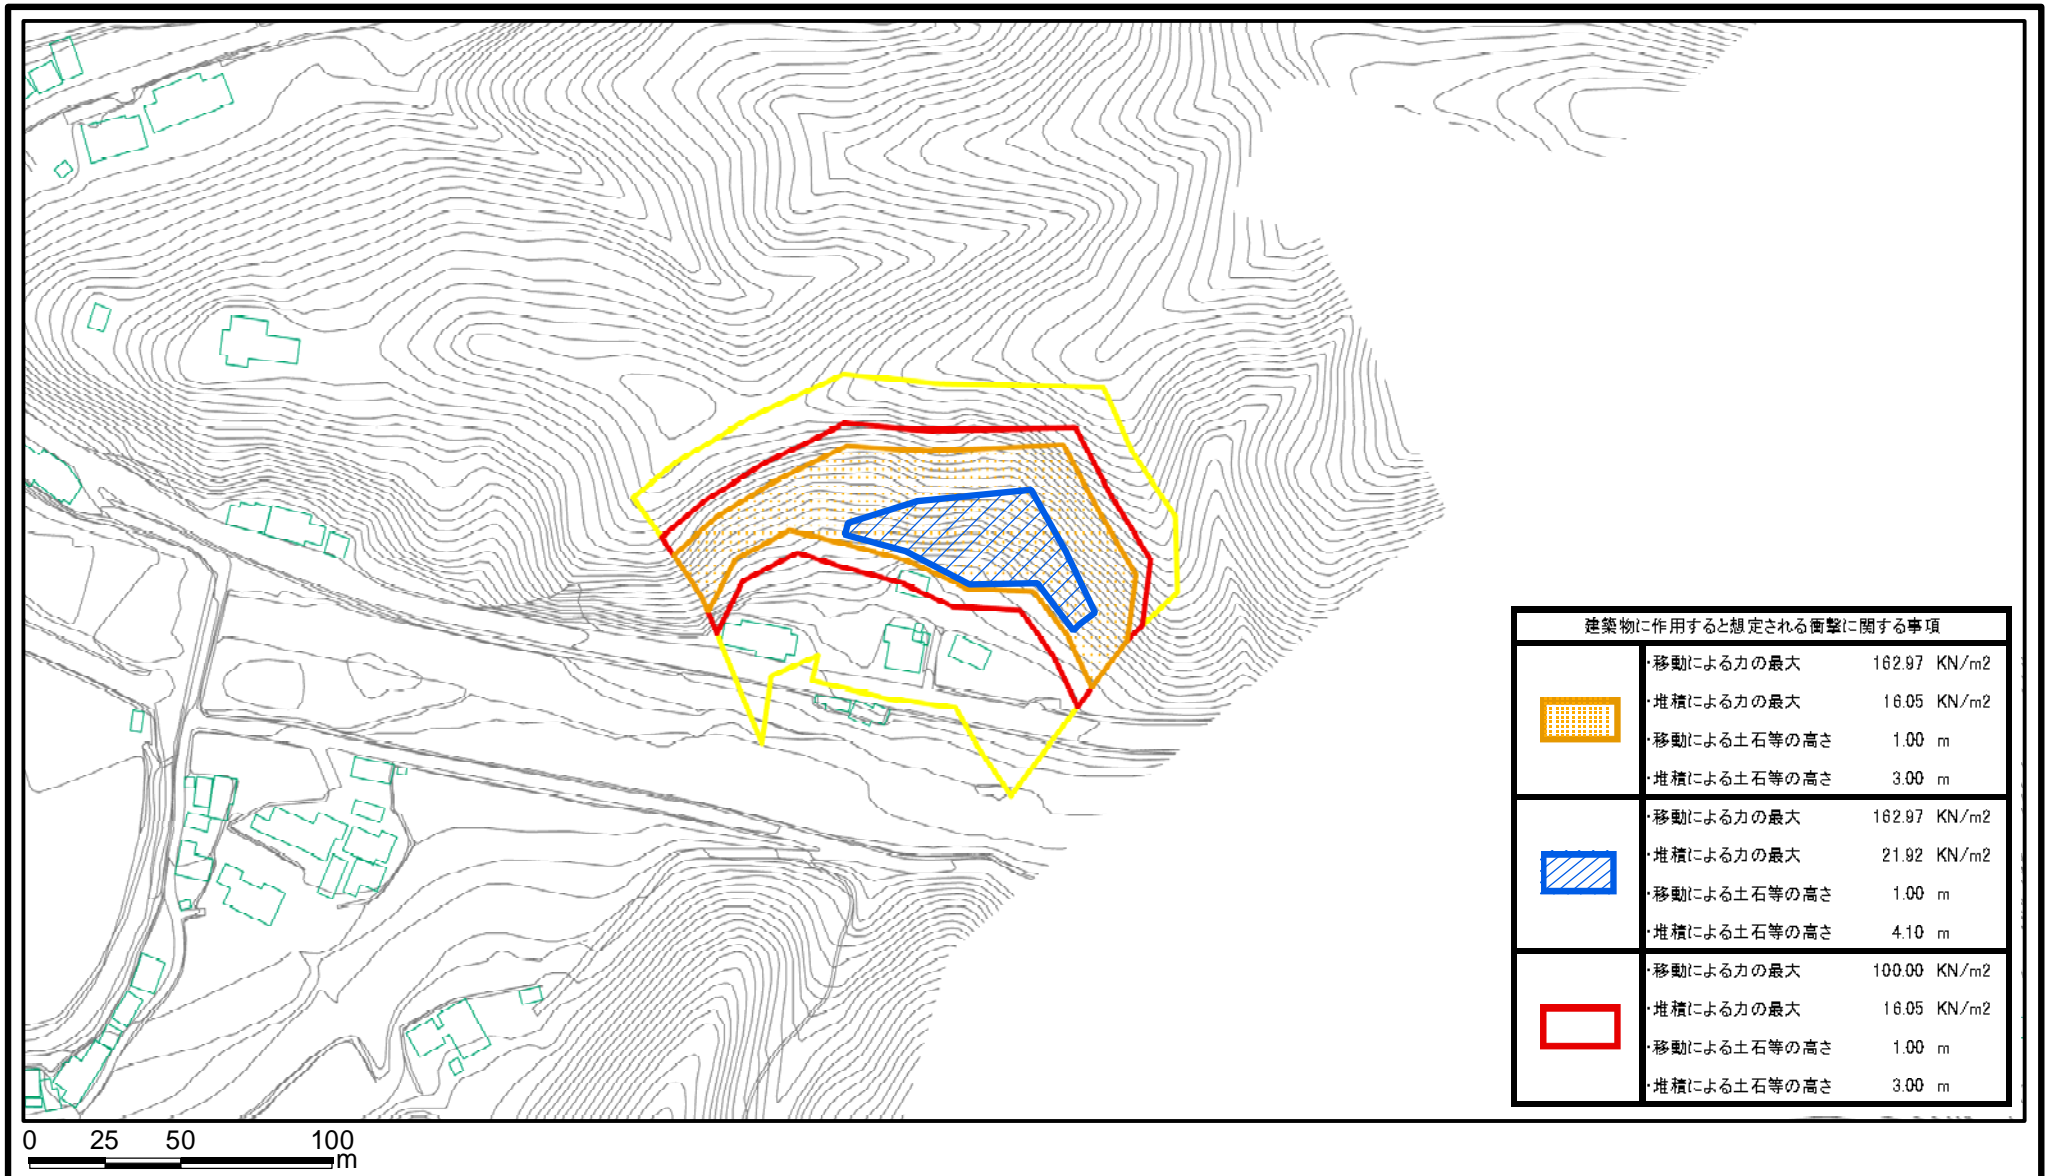 建築物に作用すると想定される衝撃に関する事項
・移動による力の最大 162.97 KN/m2
・堆積による力の最大 16.05 KN/m2
・移動による土石等の高さ 1.00 m
・堆積による土石等の高さ 3.00 m
・移動による力の最大 162.97 KN/m2
・堆積による力の最大 21.92 KN/m2
・移動による土石等の高さ 1.00 m
・堆積による土石等の高さ 4.10 m
・移動による力の最大 100.00 KN/m2
・堆積による力の最大 16.05 KN/m2
・移動による土石等の高さ 1.00 m
・堆積による土石等の高さ 3.00 m
0 25 50 100
m